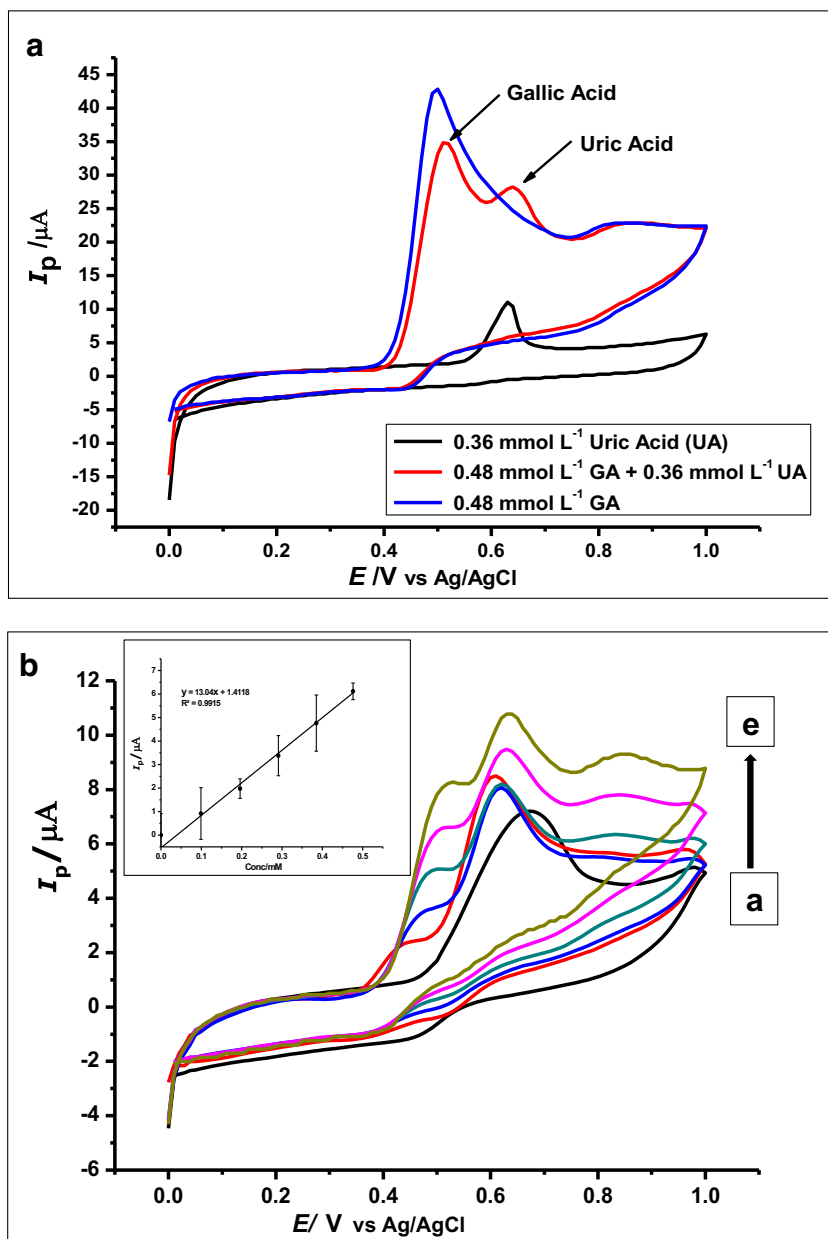 a
45
40
35
30
25
20
15
10
5
0
-5
-10
-15
-20
Ip /µA
Gallic Acid
Uric Acid
0.36 mmol L⁻¹ Uric Acid (UA)
0.48 mmol L⁻¹ GA + 0.36 mmol L⁻¹ UA
0.48 mmol L⁻¹ GA
0.0 0.2 0.4 0.6 0.8 1.0
E /V vs Ag/AgCl
b
12
10
8
6
4
2
0
-2
-4
-6
Ip / µA
7
6
5
4
3
2
1
0
Ip / µA
y = 13.04x + 1.4118
R² = 0.9915
0.0 0.1 0.2 0.3 0.4 0.5
Conc/mM
e
a
0.0 0.2 0.4 0.6 0.8 1.0
E/ V vs Ag/AgCl